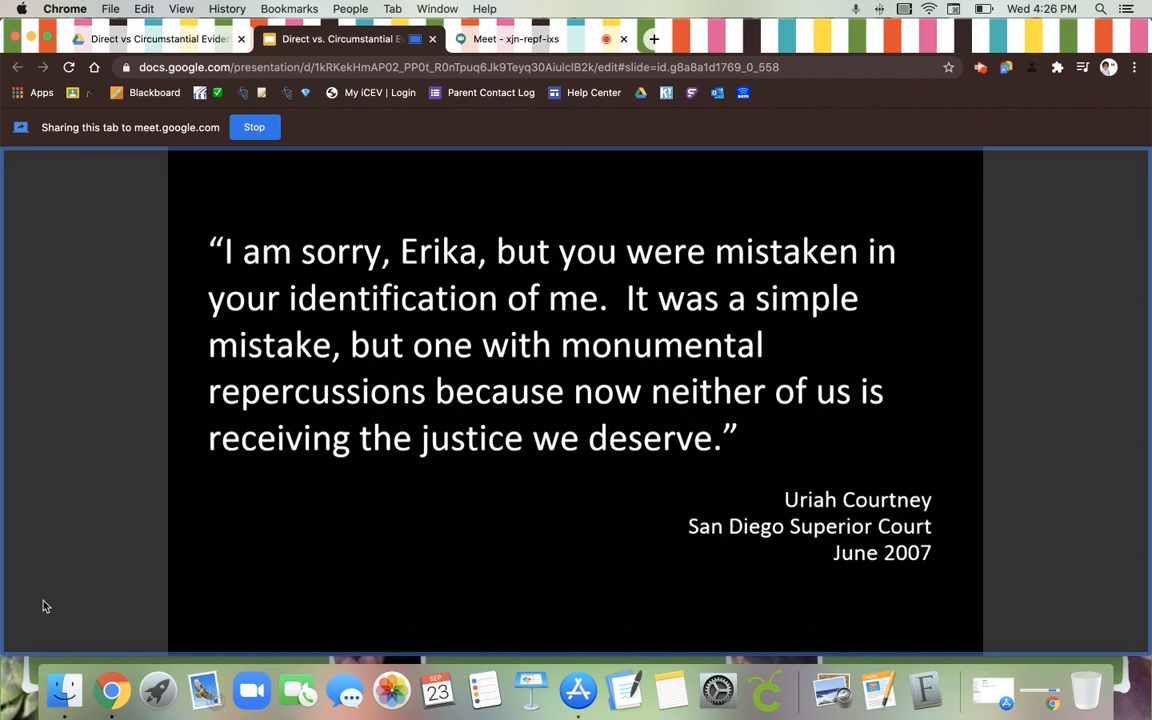 Chrome File Edit View History Bookmarks People Tab Window Help Wed 4:26 PM
Direct vs Circumstantial Eviden Direct vs. Circumstantial E Meet - xjn-repf-ixs
docs.google.com/presentation/d/1kRKekHmAP02_PP0t_R0nTpuq6Jk9Teyq30AiulclB2k/edit#slide=id.g8a8a1d1769_0_558
Apps Blackboard My iCEV | Login Parent Contact Log Help Center
Sharing this tab to meet.google.com Stop
“I am sorry, Erika, but you were mistaken in
your identification of me. It was a simple
mistake, but one with monumental
repercussions because now neither of us is
receiving the justice we deserve.”
Uriah Courtney
San Diego Superior Court
June 2007
SEP
23